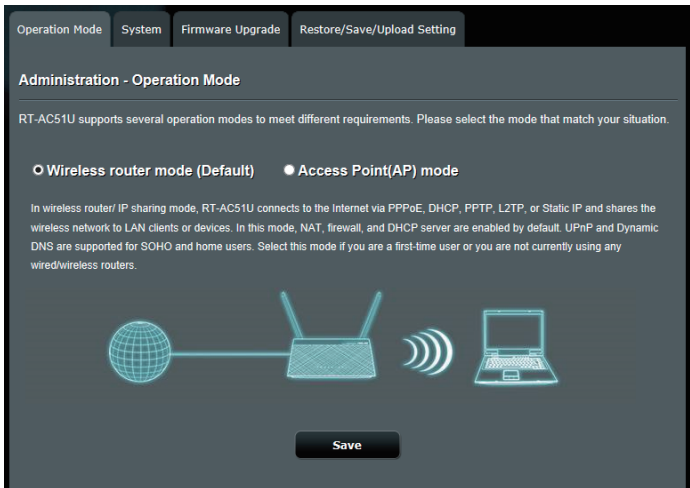 Operation Mode System Firmware Upgrade Restore/Save/Upload Setting
Administration - Operation Mode
RT-AC51U supports several operation modes to meet different requirements. Please select the mode that match your situation.
Wireless router mode (Default) Access Point(AP) mode
In wireless router/ IP sharing mode, RT-AC51U connects to the Internet via PPPoE, DHCP, PPTP, L2TP, or Static IP and shares the
wireless network to LAN clients or devices. In this mode, NAT, firewall, and DHCP server are enabled by default. UPnP and Dynamic
DNS are supported for SOHO and home users. Select this mode if you are a first-time user or you are not currently using any
wired/wireless routers.
Save